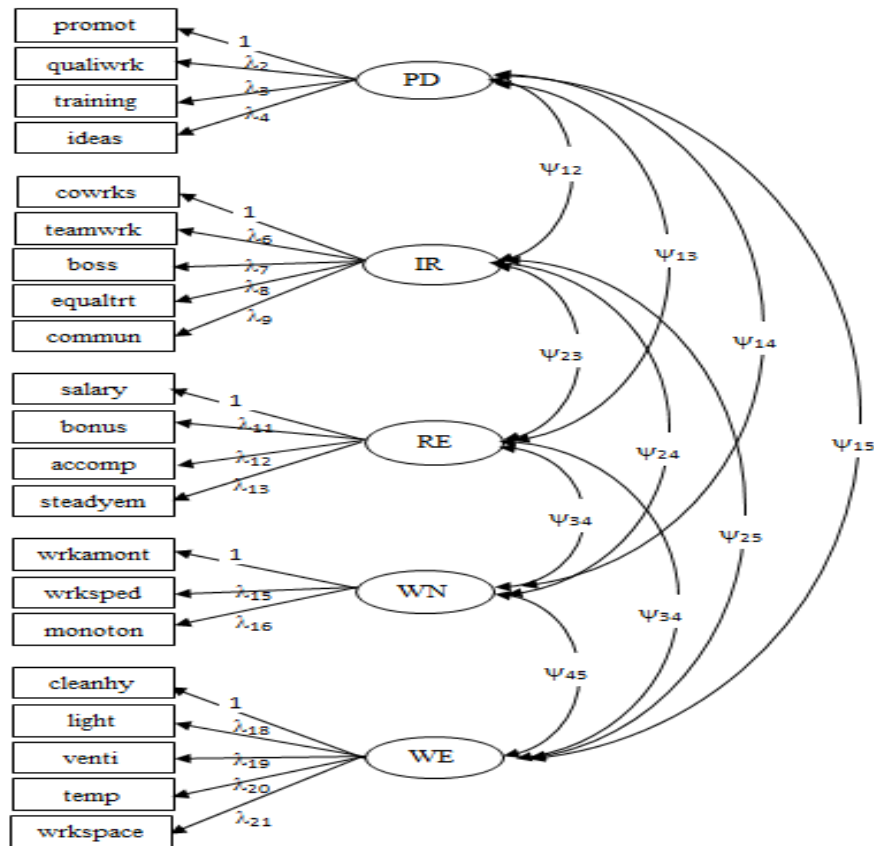 promot
qualiwrk
training
ideas
1
λ2
λ3
λ4
PD
cowrks
teamwrk
boss
equaltrt
commun
1
λ6
λ7
λ8
λ9
IR
salary
bonus
accomp
steadyem
1
λ11
λ12
λ13
RE
wrkamont
wrksped
monoton
1
λ15
λ16
WN
cleanhy
light
venti
temp
wrkspace
1
λ18
λ19
λ20
λ21
WE
Ψ12
Ψ13
Ψ14
Ψ15
Ψ23
Ψ24
Ψ25
Ψ34
Ψ34
Ψ45